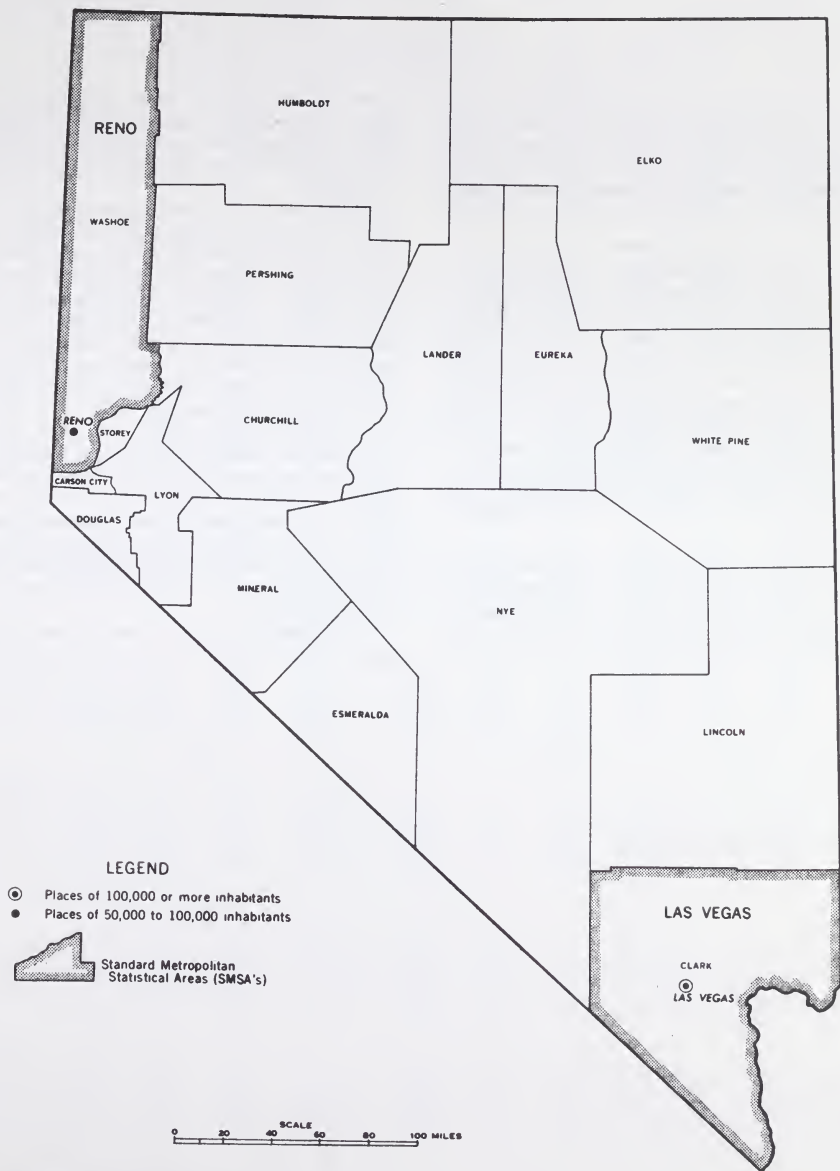 HUMBOLDT
RENO
ELKO
WASHOE
PERSHING
LANDER
EUREKA
CHURCHILL
RENO
STOREY
WHITE PINE
CARSON CITY
LYON
DOUGLAS
MINERAL
NYE
ESMERALDA
LINCOLN
LEGEND
Places of 100,000 or more inhabitants
Places of 50,000 to 100,000 inhabitants
Standard Metropolitan
Statistical Areas (SMSA's)
LAS VEGAS
CLARK
LAS VEGAS
SCALE
0 20 40 60 80 100 MILES